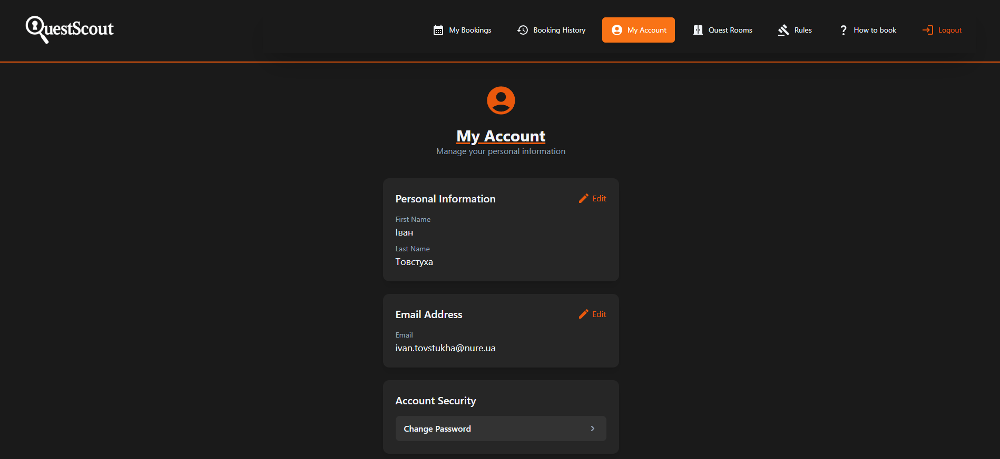 QuestScout
My Bookings
Booking History
My Account
Quest Rooms
Rules
How to book
Logout
My Account
Manage your personal information
Personal Information
Edit
First Name
Іван
Last Name
Товстуха
Email Address
Edit
Email
ivan.tovstukha@nure.ua
Account Security
Change Password